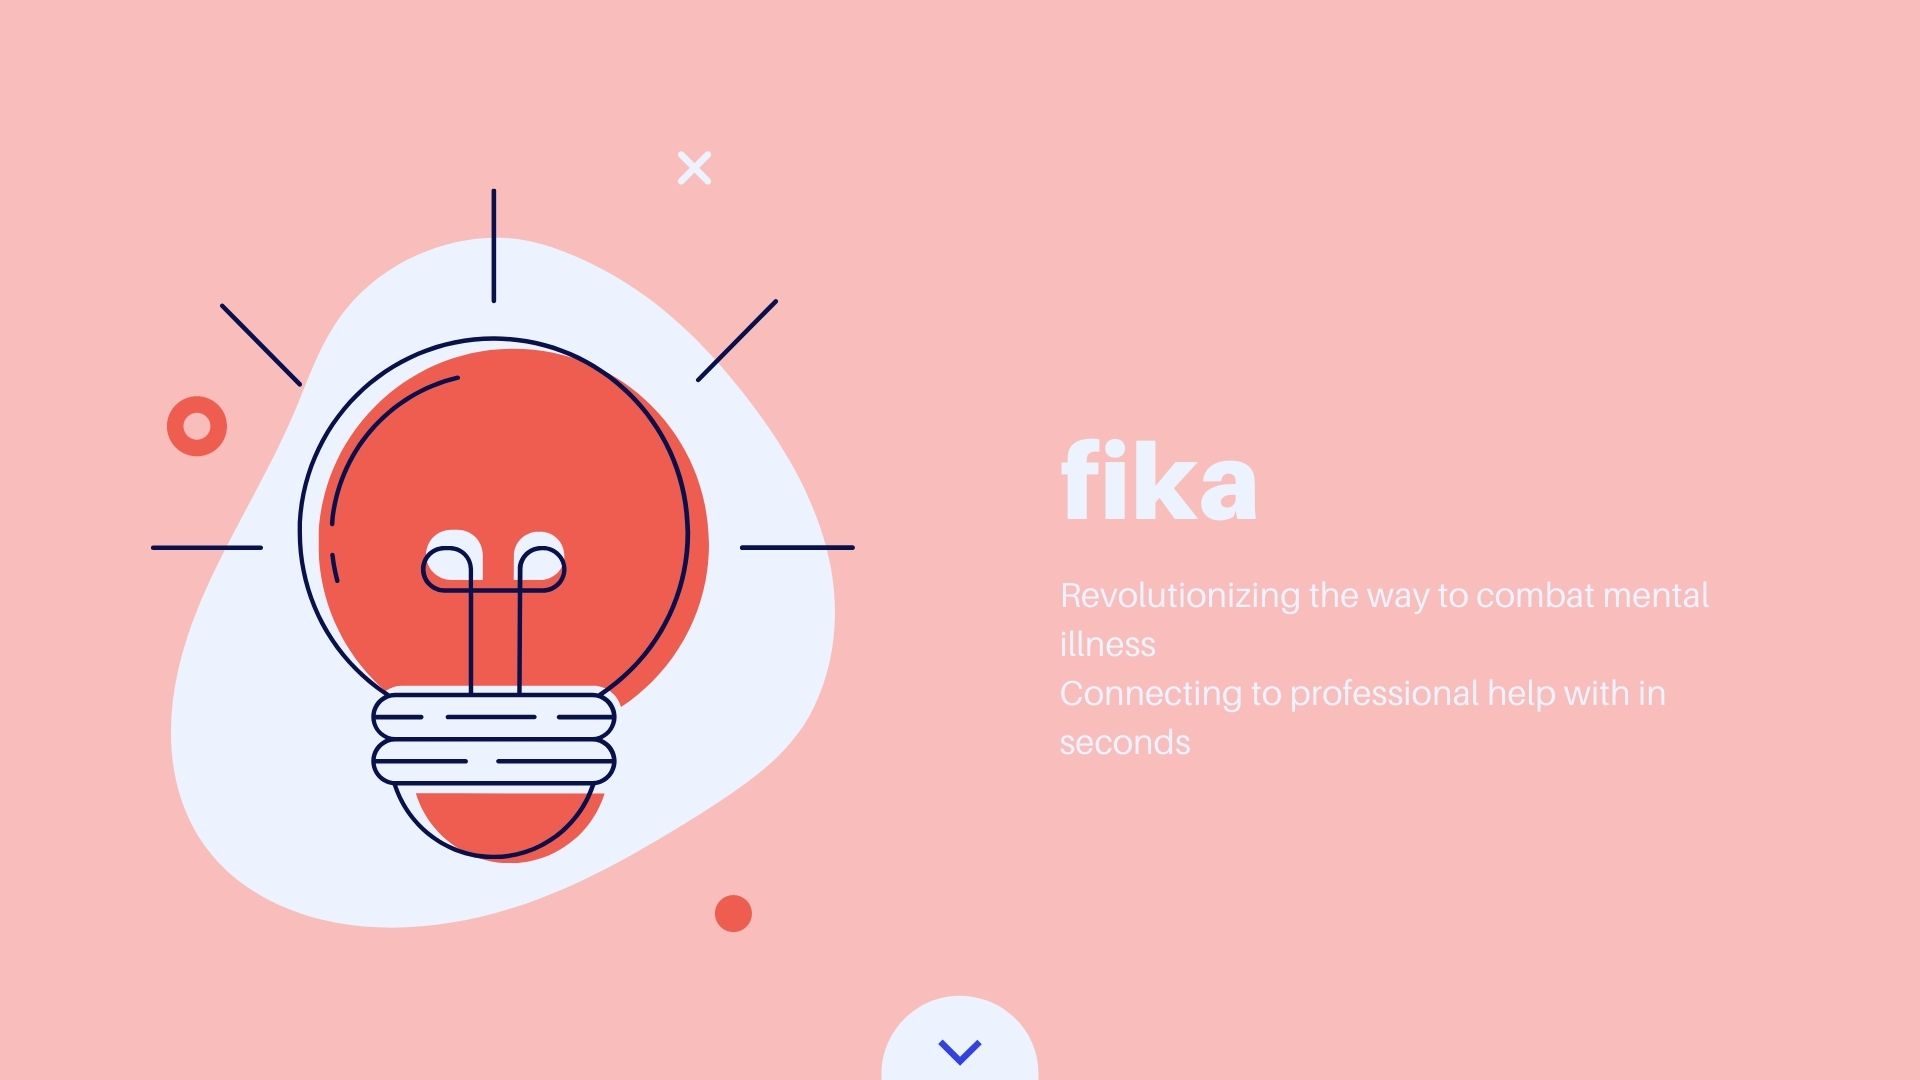 fika
Revolutionizing the way to combat mental
illness
Connecting to professional help with in
seconds